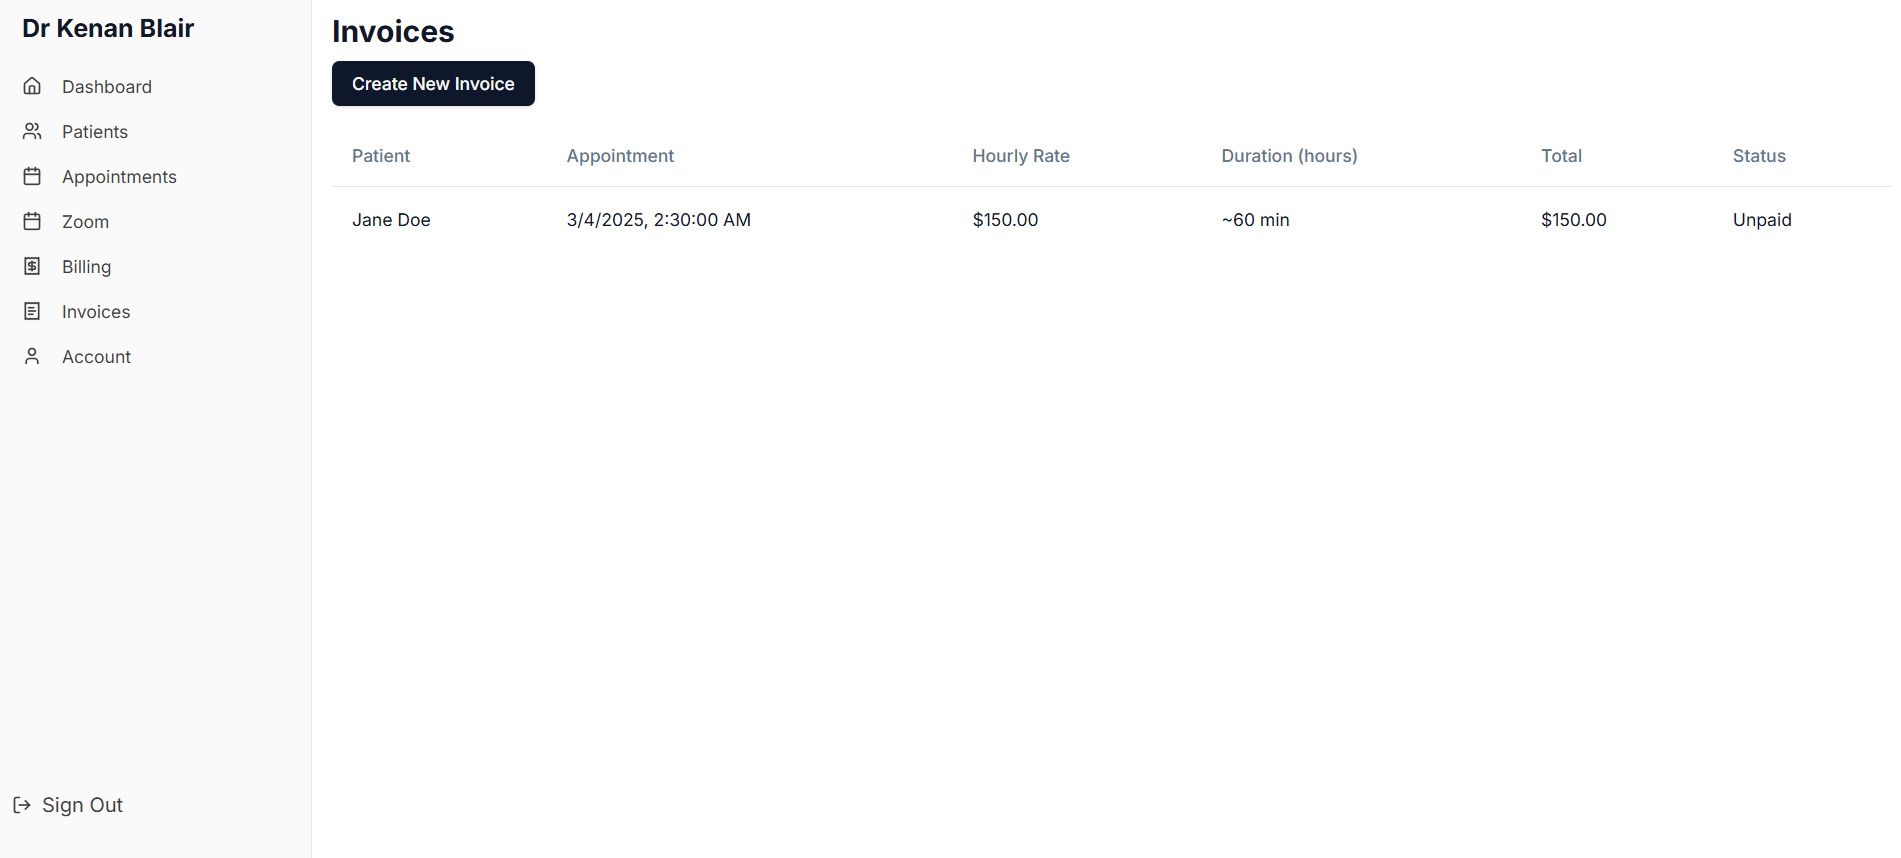 Dr Kenan Blair
Dashboard
Patients
Appointments
Zoom
Billing
Invoices
Account
Sign Out
Invoices
Create New Invoice
Patient Appointment Hourly Rate Duration (hours) Total Status
Jane Doe 3/4/2025, 2:30:00 AM $150.00 ~60 min $150.00 Unpaid